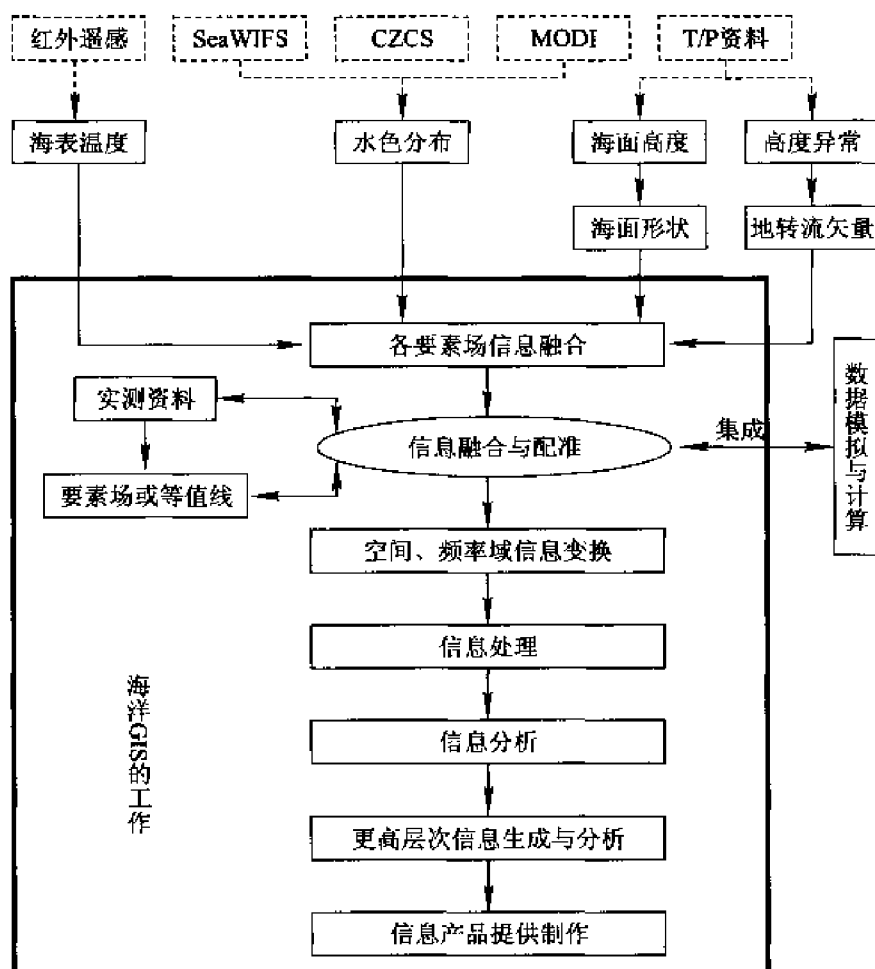 红外遥感
SeaWIFS
CZCS
MODI
T/P资料
海表温度
水色分布
海面高度
高度异常
海面形状
地转流矢量
各要素场信息融合
实测资料
信息融合与配准
集成
数据模拟与计算
要素场或等值线
空间、频率域信息变换
信息处理
海洋GIS的工作
信息分析
更高层次信息生成与分析
信息产品提供制作